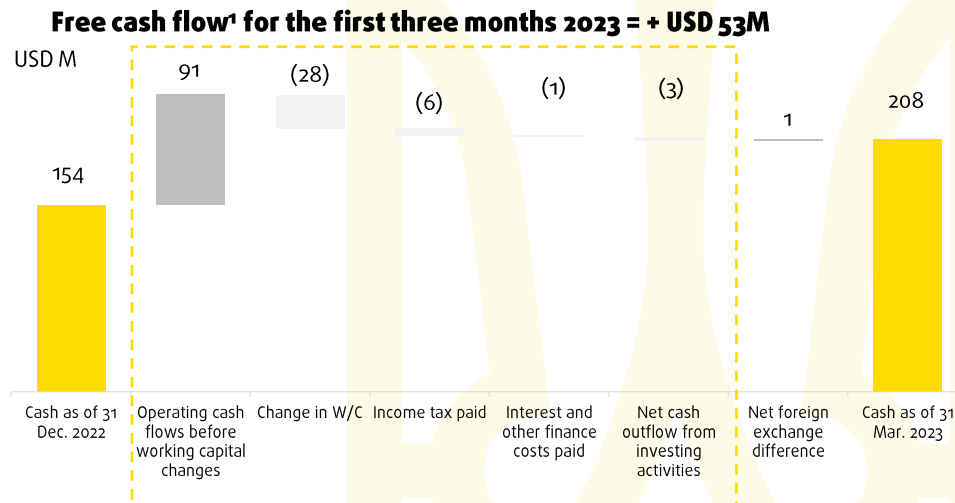 Free cash flow¹ for the first three months 2023 = + USD 53M
USD M
91
(28)
(6)
(1)
(3)
1
208
154
Cash as of 31
Dec. 2022
Operating cash
flows before
working capital
changes
Change in W/C
Income tax paid
Interest and
other finance
costs paid
Net cash
outflow from
investing
activities
Net foreign
exchange
difference
Cash as of 31
Mar. 2023